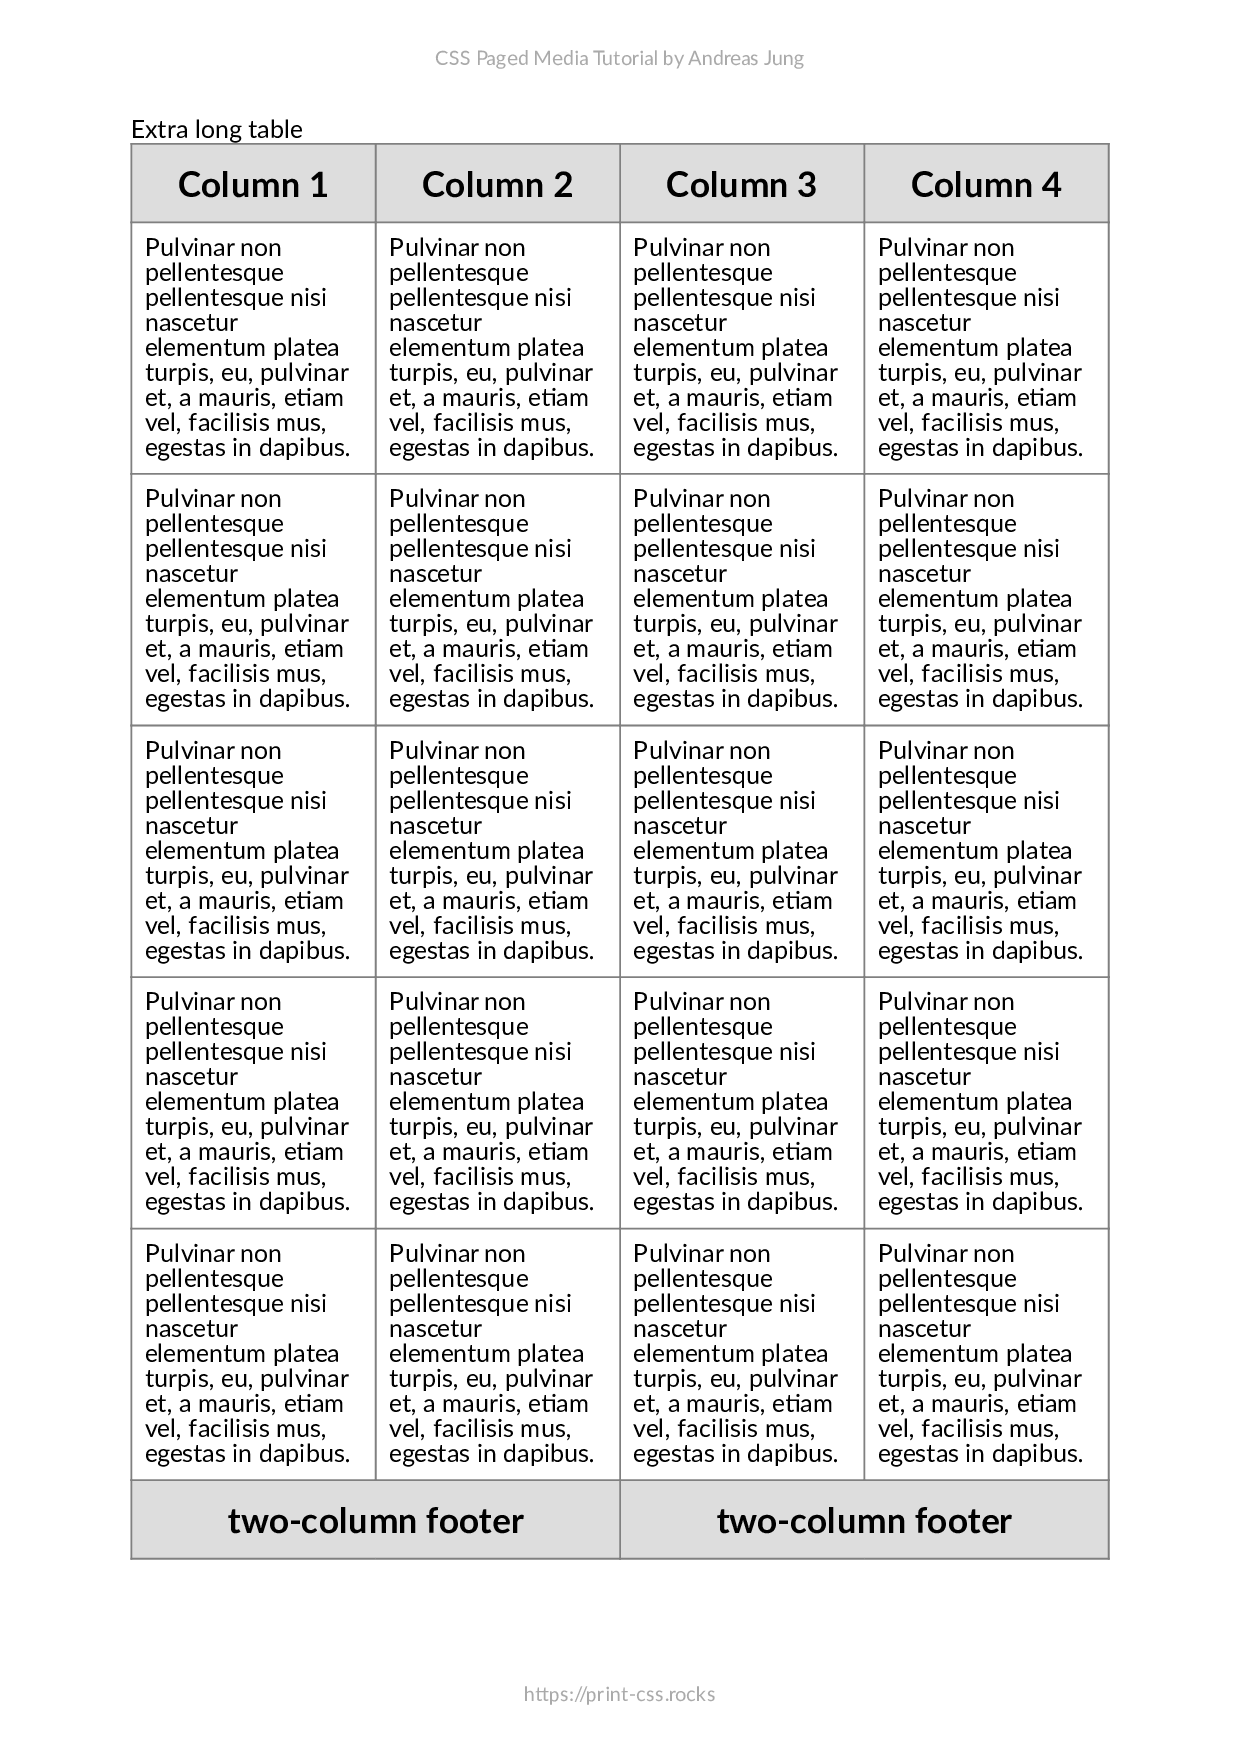 CSS Paged Media Tutorial by Andreas Jung
Extra long table
Column 1 Column 2 Column 3 Column 4
Pulvinar non Pulvinar non Pulvinar non Pulvinar non
pellentesque pellentesque pellentesque pellentesque
pellentesque nisi pellentesque nisi pellentesque nisi pellentesque nisi
nascetur nascetur nascetur nascetur
elementum platea elementum platea elementum platea elementum platea
turpis, eu, pulvinar turpis, eu, pulvinar turpis, eu, pulvinar turpis, eu, pulvinar
et, a mauris, etiam et, a mauris, etiam et, a mauris, etiam et, a mauris, etiam
vel, facilisis mus, vel, facilisis mus, vel, facilisis mus, vel, facilisis mus,
egestas in dapibus. egestas in dapibus. egestas in dapibus. egestas in dapibus.
Pulvinar non Pulvinar non Pulvinar non Pulvinar non
pellentesque pellentesque pellentesque pellentesque
pellentesque nisi pellentesque nisi pellentesque nisi pellentesque nisi
nascetur nascetur nascetur nascetur
elementum platea elementum platea elementum platea elementum platea
turpis, eu, pulvinar turpis, eu, pulvinar turpis, eu, pulvinar turpis, eu, pulvinar
et, a mauris, etiam et, a mauris, etiam et, a mauris, etiam et, a mauris, etiam
vel, facilisis mus, vel, facilisis mus, vel, facilisis mus, vel, facilisis mus,
egestas in dapibus. egestas in dapibus. egestas in dapibus. egestas in dapibus.
Pulvinar non Pulvinar non Pulvinar non Pulvinar non
pellentesque pellentesque pellentesque pellentesque
pellentesque nisi pellentesque nisi pellentesque nisi pellentesque nisi
nascetur nascetur nascetur nascetur
elementum platea elementum platea elementum platea elementum platea
turpis, eu, pulvinar turpis, eu, pulvinar turpis, eu, pulvinar turpis, eu, pulvinar
et, a mauris, etiam et, a mauris, etiam et, a mauris, etiam et, a mauris, etiam
vel, facilisis mus, vel, facilisis mus, vel, facilisis mus, vel, facilisis mus,
egestas in dapibus. egestas in dapibus. egestas in dapibus. egestas in dapibus.
Pulvinar non Pulvinar non Pulvinar non Pulvinar non
pellentesque pellentesque pellentesque pellentesque
pellentesque nisi pellentesque nisi pellentesque nisi pellentesque nisi
nascetur nascetur nascetur nascetur
elementum platea elementum platea elementum platea elementum platea
turpis, eu, pulvinar turpis, eu, pulvinar turpis, eu, pulvinar turpis, eu, pulvinar
et, a mauris, etiam et, a mauris, etiam et, a mauris, etiam et, a mauris, etiam
vel, facilisis mus, vel, facilisis mus, vel, facilisis mus, vel, facilisis mus,
egestas in dapibus. egestas in dapibus. egestas in dapibus. egestas in dapibus.
Pulvinar non Pulvinar non Pulvinar non Pulvinar non
pellentesque pellentesque pellentesque pellentesque
pellentesque nisi pellentesque nisi pellentesque nisi pellentesque nisi
nascetur nascetur nascetur nascetur
elementum platea elementum platea elementum platea elementum platea
turpis, eu, pulvinar turpis, eu, pulvinar turpis, eu, pulvinar turpis, eu, pulvinar
et, a mauris, etiam et, a mauris, etiam et, a mauris, etiam et, a mauris, etiam
vel, facilisis mus, vel, facilisis mus, vel, facilisis mus, vel, facilisis mus,
egestas in dapibus. egestas in dapibus. egestas in dapibus. egestas in dapibus.
two-column footer two-column footer
https://print-css.rocks